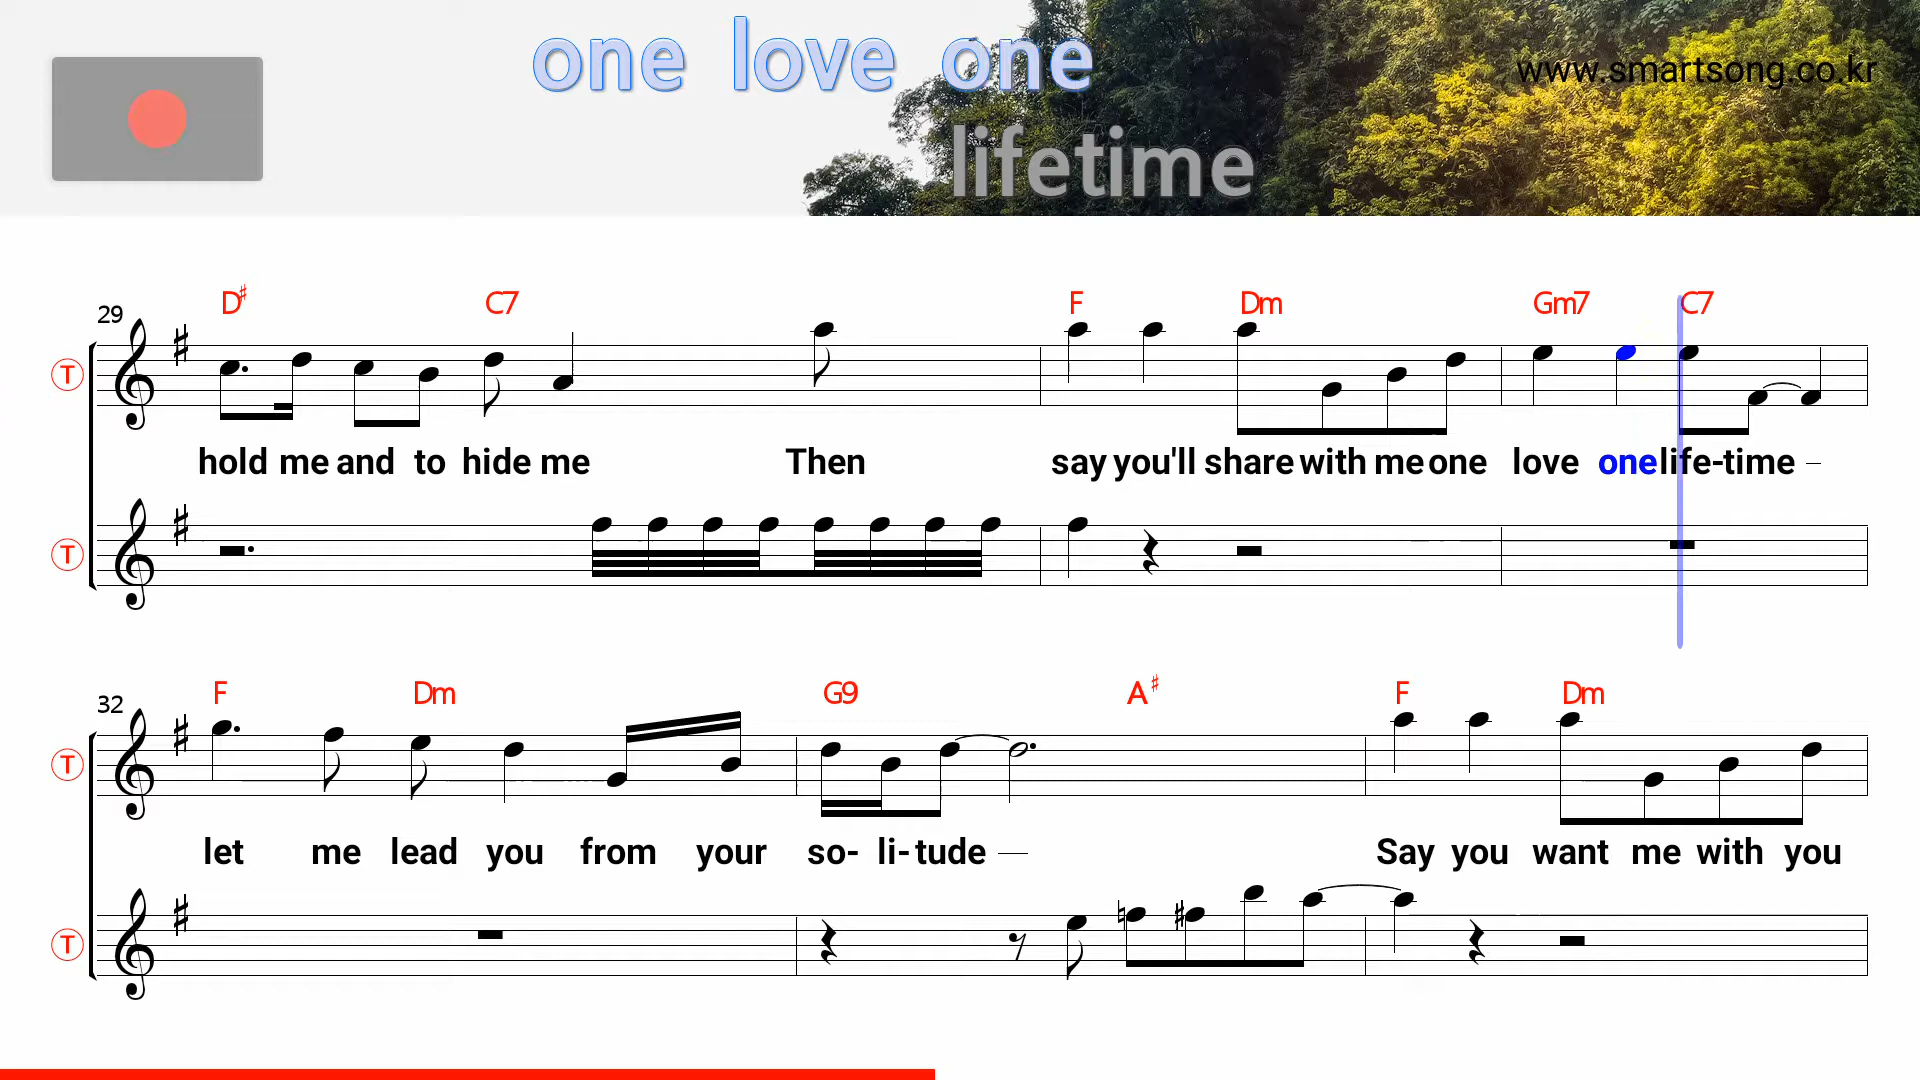 one love one
www.smartsong.co.kr
lifetime
29 D♯ C7 F Dm Gm7 C7
T
hold me and to hide me Then say you'll share with me one love one life-time
T
32 F Dm G9 A♯ F Dm
T
let me lead you from your so- li- tude Say you want me with you
T